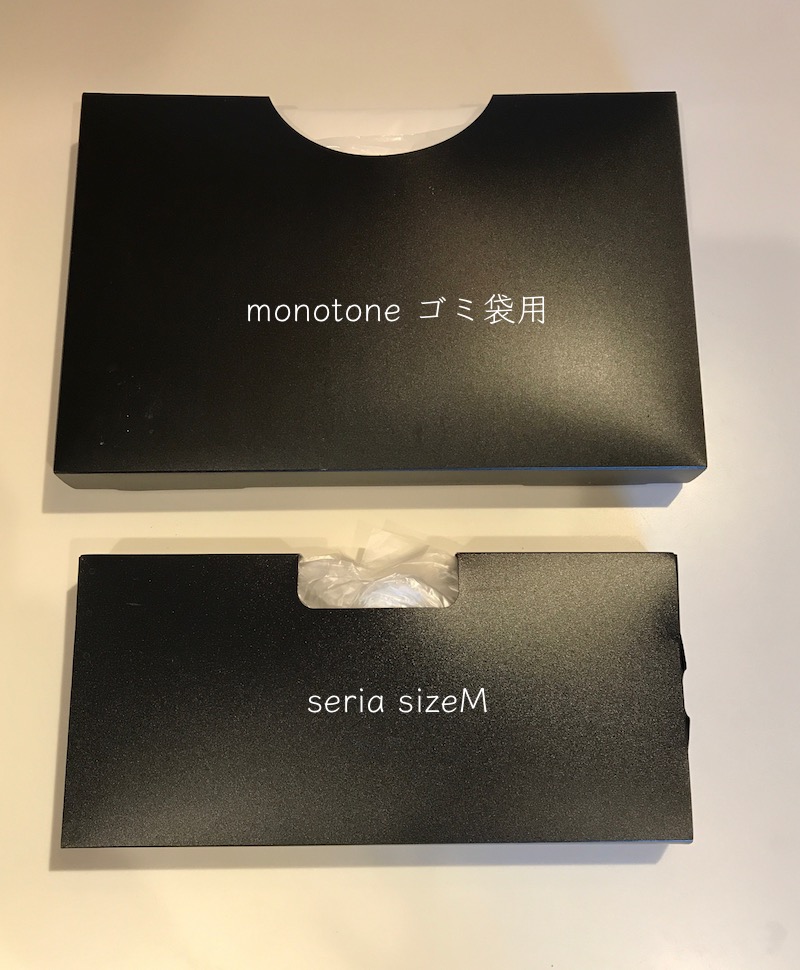 monotone ゴミ袋用
seria sizeM